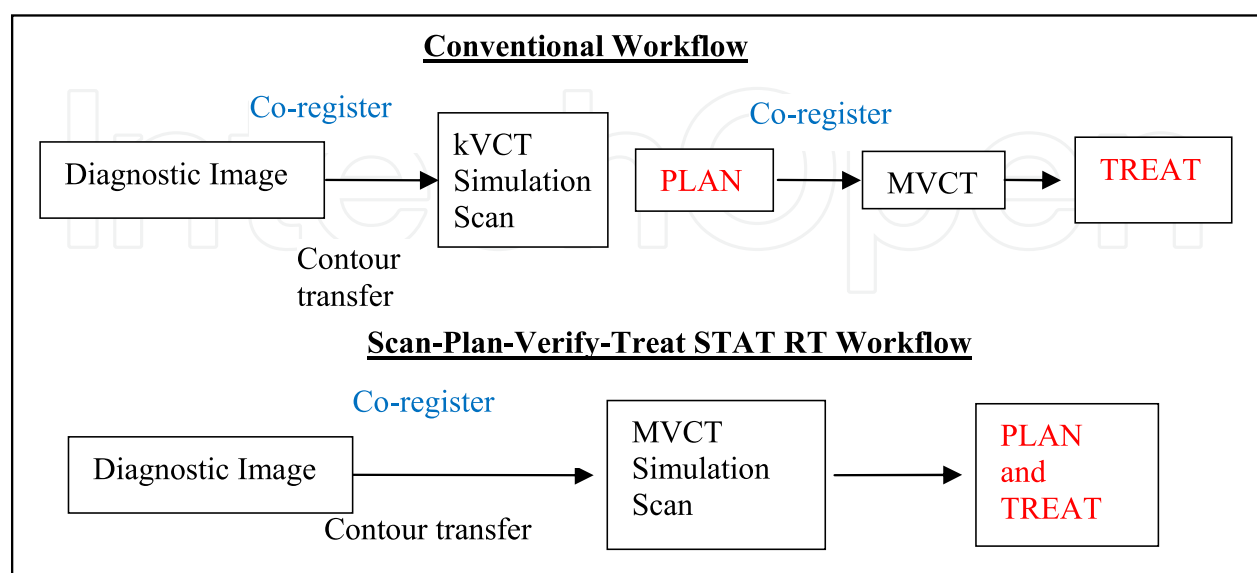 Conventional Workflow
Co-register
Co-register
Diagnostic Image
kVCT
Simulation
Scan
PLAN
MVCT
TREAT
Contour
transfer
IntechOpen
Scan-Plan-Verify-Treat STAT RT Workflow
Co-register
Diagnostic Image
MVCT
Simulation
Scan
PLAN
and
TREAT
Contour transfer